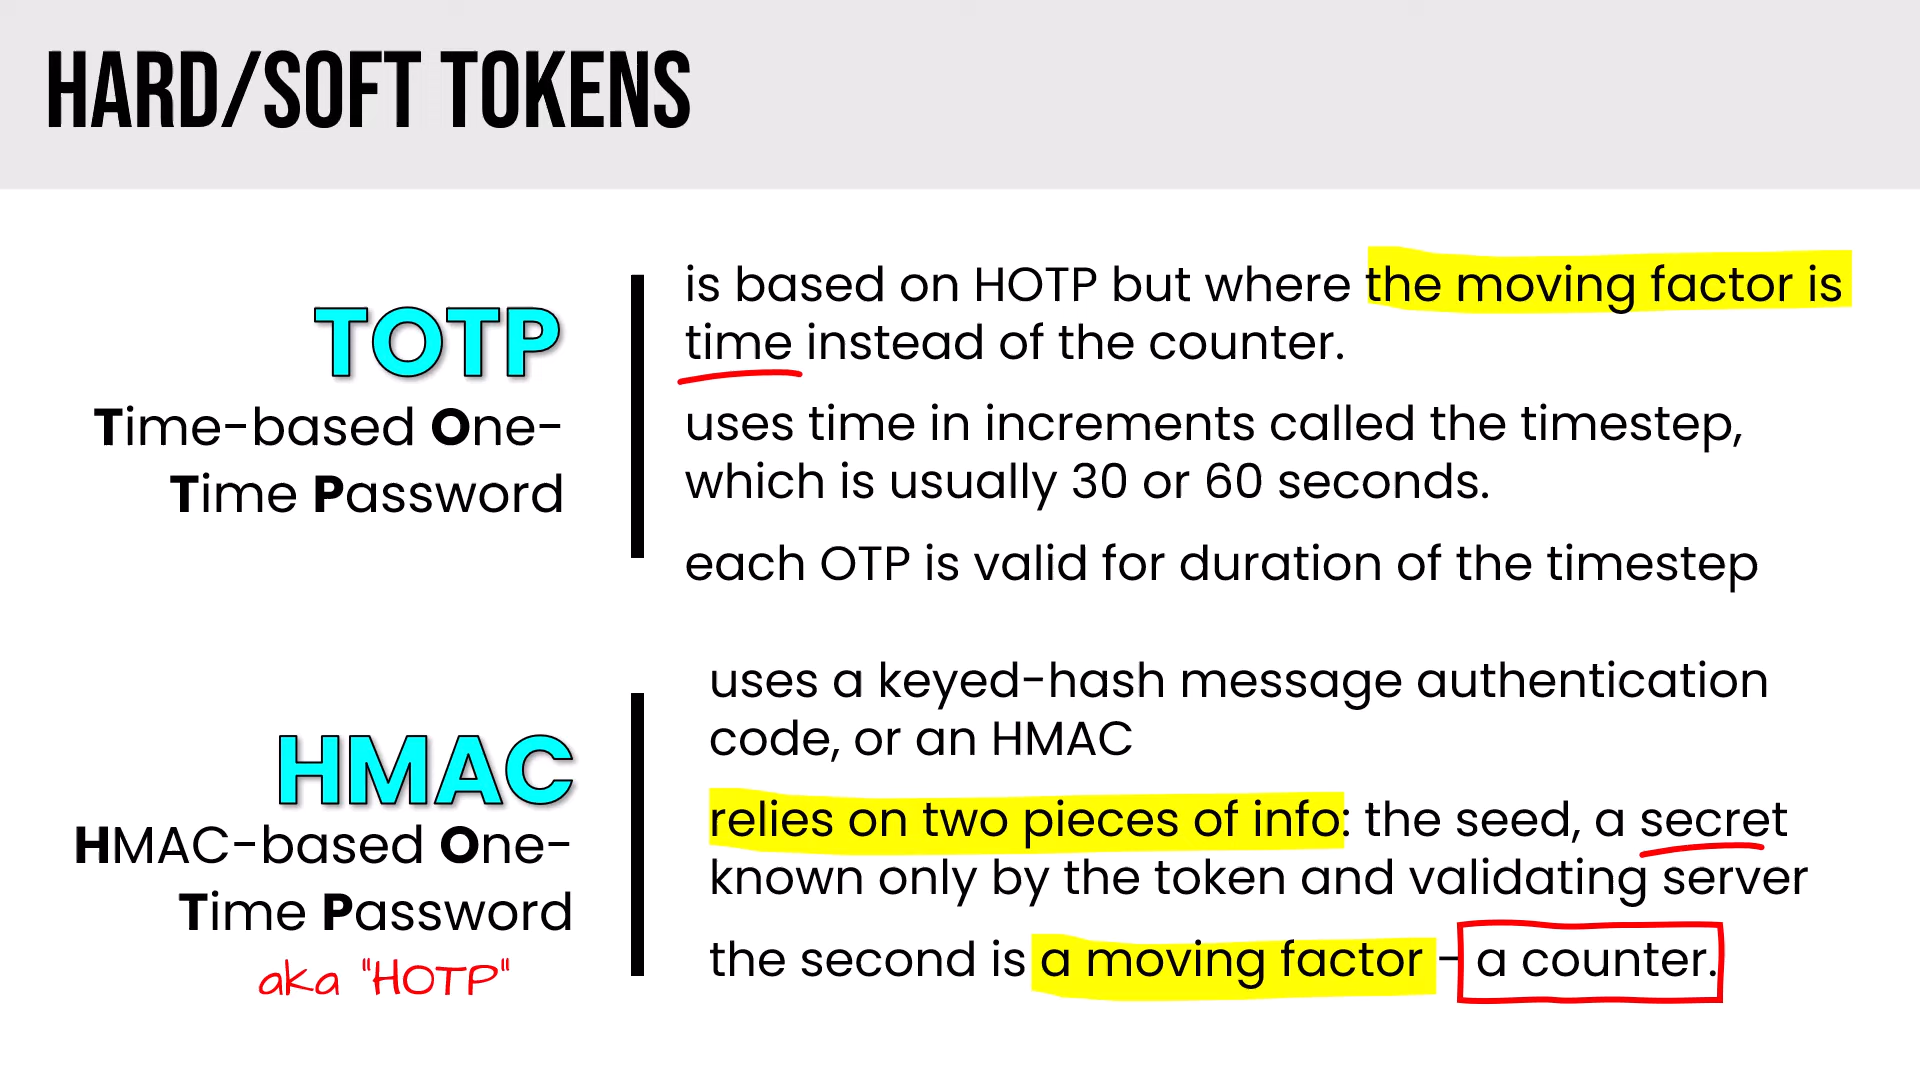 HARD/SOFT TOKENS
TOTP
Time-based One-
Time Password
is based on HOTP but where the moving factor is
time instead of the counter.
uses time in increments called the timestep,
which is usually 30 or 60 seconds.
each OTP is valid for duration of the timestep
HMAC
HMAC-based One-
Time Password
aka "HOTP"
uses a keyed-hash message authentication
code, or an HMAC
relies on two pieces of info: the seed, a secret
known only by the token and validating server
the second is a moving factor - a counter.